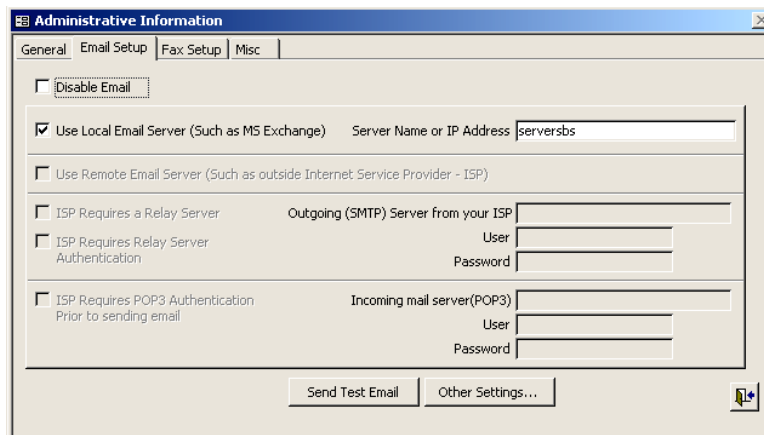 Administrative Information
General Email Setup Fax Setup Misc
Disable Email
Use Local Email Server (Such as MS Exchange) Server Name or IP Address serversbs
Use Remote Email Server (Such as outside Internet Service Provider - ISP)
ISP Requires a Relay Server Outgoing (SMTP) Server from your ISP
ISP Requires Relay Server User
Authentication
Password
ISP Requires POP3 Authentication Incoming mail server(POP3)
Prior to sending email
User
Password
Send Test Email Other Settings...